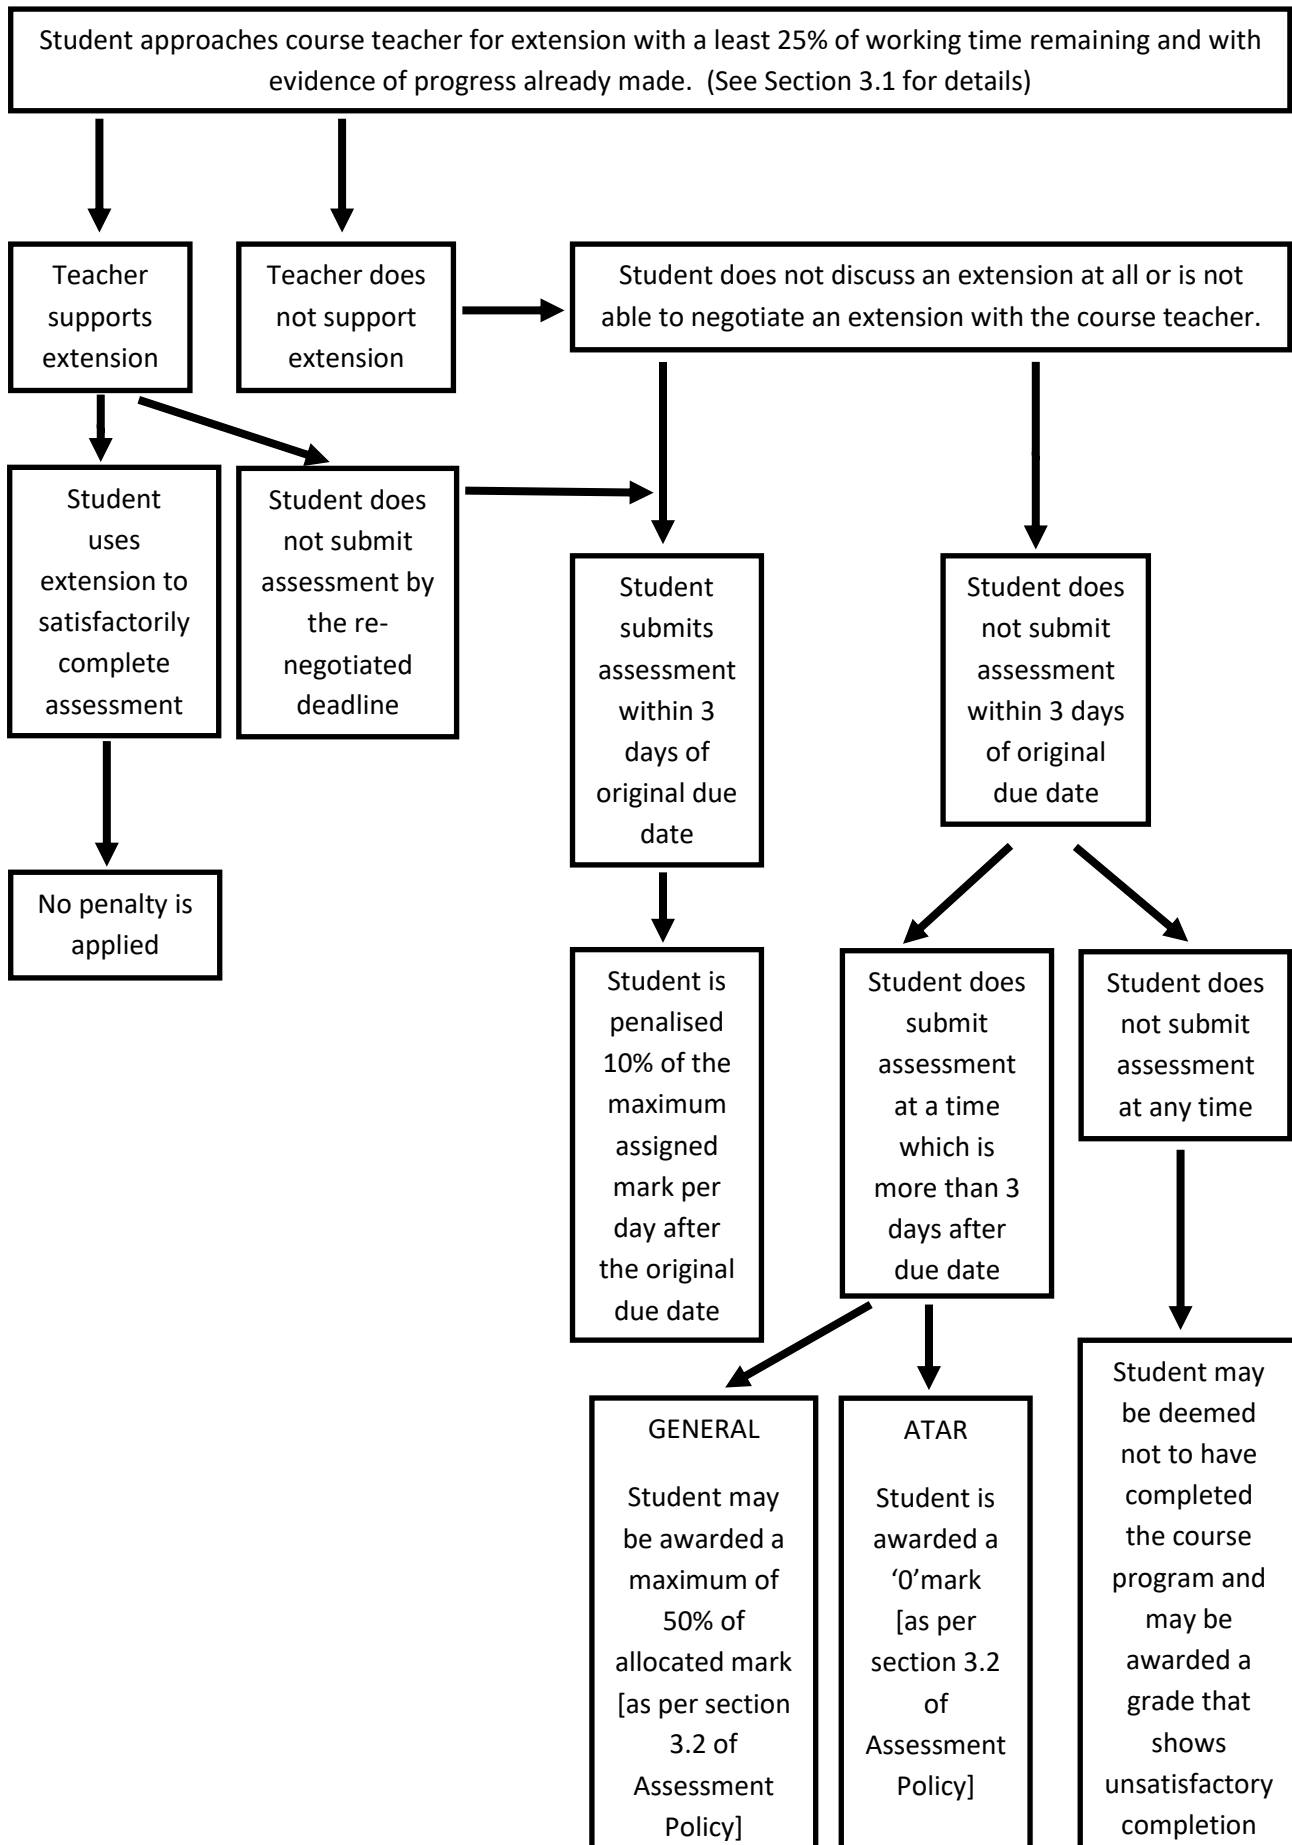 Student approaches course teacher for extension with a least 25% of working time remaining and with
evidence of progress already made.  (See Section 3.1 for details)
Teacher
supports
extension
Teacher does
not support
extension
Student does not discuss an extension at all or is not
able to negotiate an extension with the course teacher.
Student
uses
extension to
satisfactorily
complete
assessment
Student does
not submit
assessment by
the re-
negotiated
deadline
Student
submits
assessment
within 3
days of
original due
date
Student does
not submit
assessment
within 3 days
of original
due date
No penalty is
applied
Student is
penalised
10% of the
maximum
assigned
mark per
day after
the original
due date
Student does
submit
assessment
at a time
which is
more than 3
days after
due date
Student does
not submit
assessment
at any time
GENERAL
Student may
be awarded a
maximum of
50% of
allocated mark
[as per section
3.2 of
Assessment
Policy]
ATAR
Student is
awarded a
‘0’mark
[as per
section 3.2
of
Assessment
Policy]
Student may
be deemed
not to have
completed
the course
program and
may be
awarded a
grade that
shows
unsatisfactory
completion